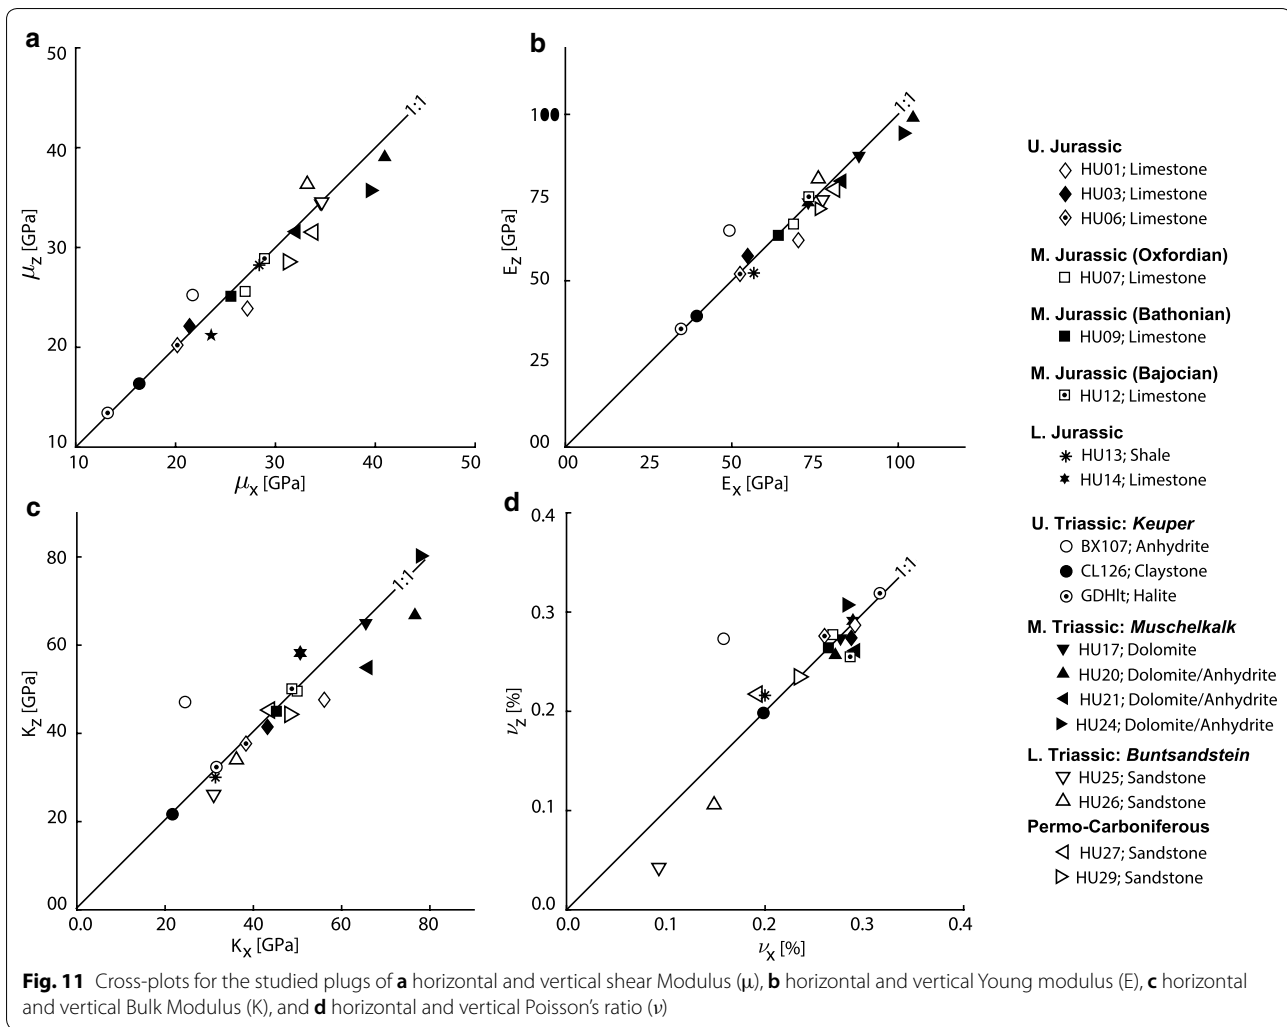 a
50
40
30
20
10
μz [GPa]
1:1
10 20 30 40 50
μx [GPa]
b
100
75
50
25
00
Ez [GPa]
1:1
00 50 75 100
Ex [GPa]
c
80
60
40
20
00
Kz [GPa]
1:1
0.0 20 40 60 80
Kx [GPa]
d
0.4
0.3
0.2
0.1
0.0
νz [%]
1:1
0.0 0.1 0.2 0.3 0.4
νx [%]
U. Jurassic
HU01; Limestone
HU03; Limestone
HU06; Limestone
M. Jurassic (Oxfordian)
HU07; Limestone
M. Jurassic (Bathonian)
HU09; Limestone
M. Jurassic (Bajocian)
HU12; Limestone
L. Jurassic
HU13; Shale
HU14; Limestone
U. Triassic: Keuper
BX107; Anhydrite
CL126; Claystone
GDHlt; Halite
M. Triassic: Muschelkalk
HU17; Dolomite
HU20; Dolomite/Anhydrite
HU21; Dolomite/Anhydrite
HU24; Dolomite/Anhydrite
L. Triassic: Buntsandstein
HU25; Sandstone
HU26; Sandstone
Permo-Carboniferous
HU27; Sandstone
HU29; Sandstone
Fig. 11 Cross-plots for the studied plugs of a horizontal and vertical shear Modulus (μ), b horizontal and vertical Young modulus (E), c horizontal
and vertical Bulk Modulus (K), and d horizontal and vertical Poisson's ratio (ν)